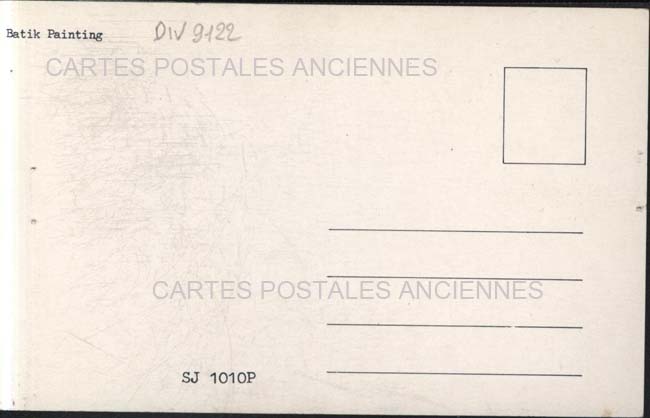 Batik Painting DIV 9122
CARTES POSTALES ANCIENNES
CARTES POSTALES ANCIENNES
SJ 1010P